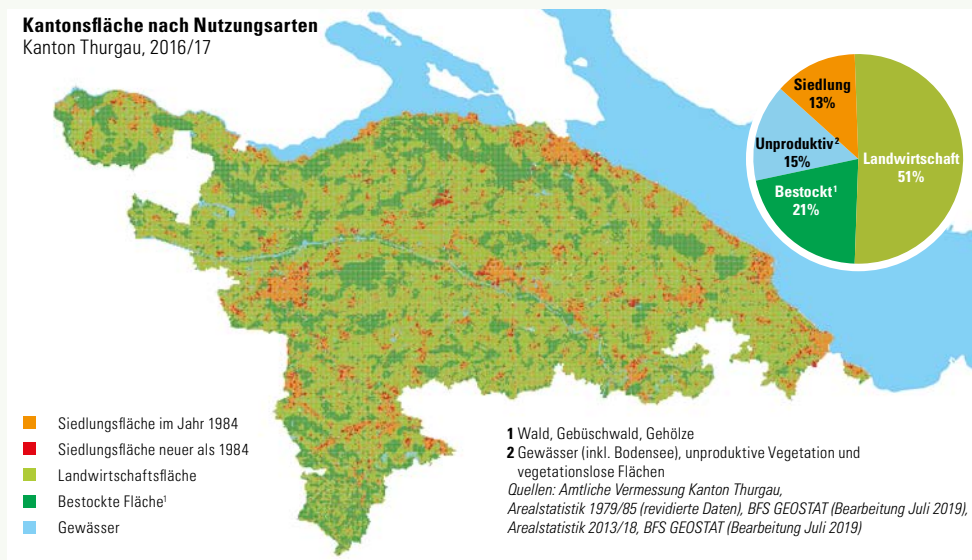 Kantonsfläche nach Nutzungsarten
Kanton Thurgau, 2016/17
Siedlung
13%
Unproduktiv²
15%
Landwirtschaft
51%
Bestockt¹
21%
Siedlungsfläche im Jahr 1984
Siedlungsfläche neuer als 1984
Landwirtschaftsfläche
Bestockte Fläche¹
Gewässer
1 Wald, Gebüschwald, Gehölze
2 Gewässer (inkl. Bodensee), unproduktive Vegetation und
vegetationslose Flächen
Quellen: Amtliche Vermessung Kanton Thurgau,
Arealstatistik 1979/85 (revidierte Daten), BFS GEOSTAT (Bearbeitung Juli 2019),
Arealstatistik 2013/18, BFS GEOSTAT (Bearbeitung Juli 2019)